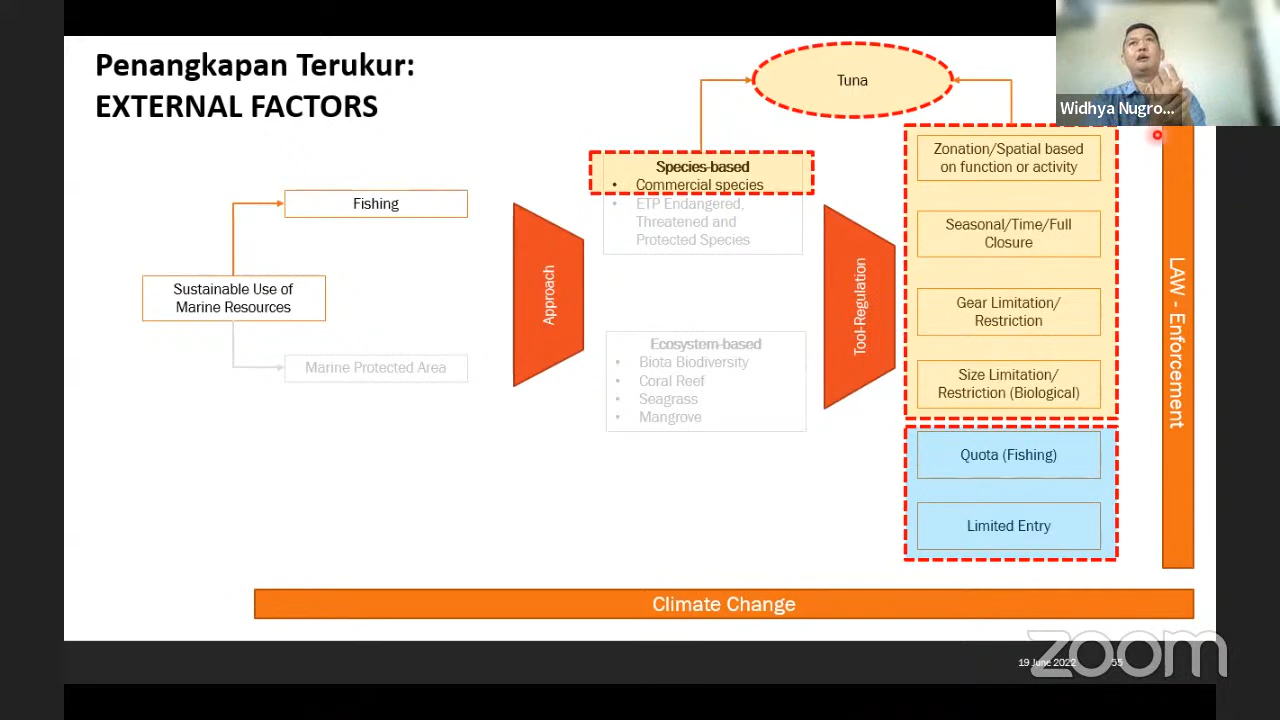 Penangkapan Terukur:
EXTERNAL FACTORS
Tuna
Widhya Nugro...
Species-based
• Commercial species
• ETP Endangered,
Threatened and
Protected Species
Fishing
Sustainable Use of
Marine Resources
Marine Protected Area
Approach
Ecosystem-based
• Biota Biodiversity
• Coral Reef
• Seagrass
• Mangrove
Tool-Regulation
Zonation/Spatial based
on function or activity
Seasonal/Time/Full
Closure
Gear Limitation/
Restriction
Size Limitation/
Restriction (Biological)
Quota (Fishing)
Limited Entry
LAW - Enforcement
Climate Change
19 June 2022
55
zoom